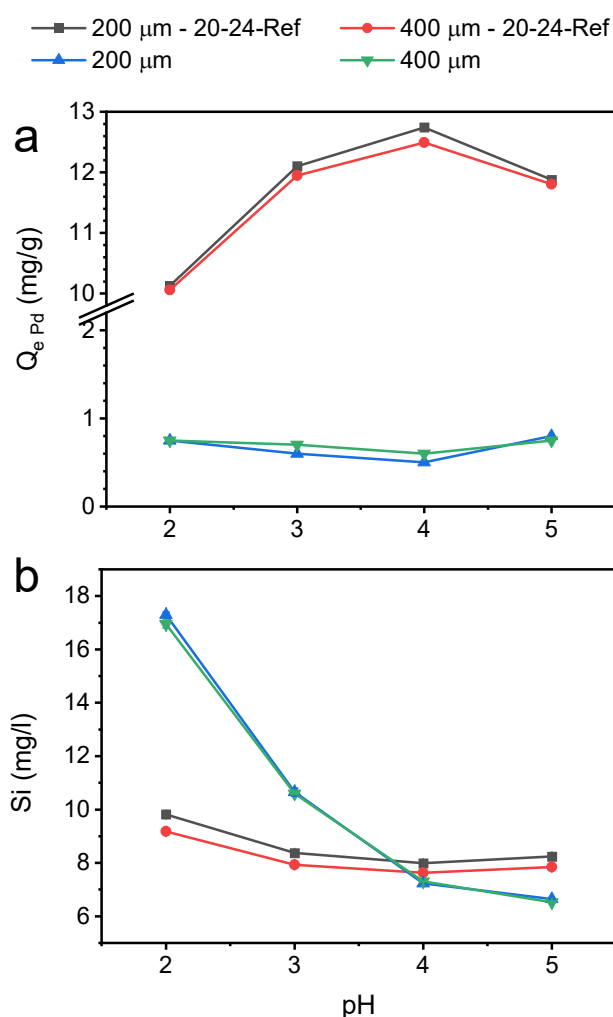 200 μm - 20-24-Ref 400 μm - 20-24-Ref
200 μm 400 μm
a
13
12
11
10
2
1
0
Qe Pd (mg/g)
2 3 4 5
b
18
16
14
12
10
8
6
Si (mg/l)
2 3 4 5
pH